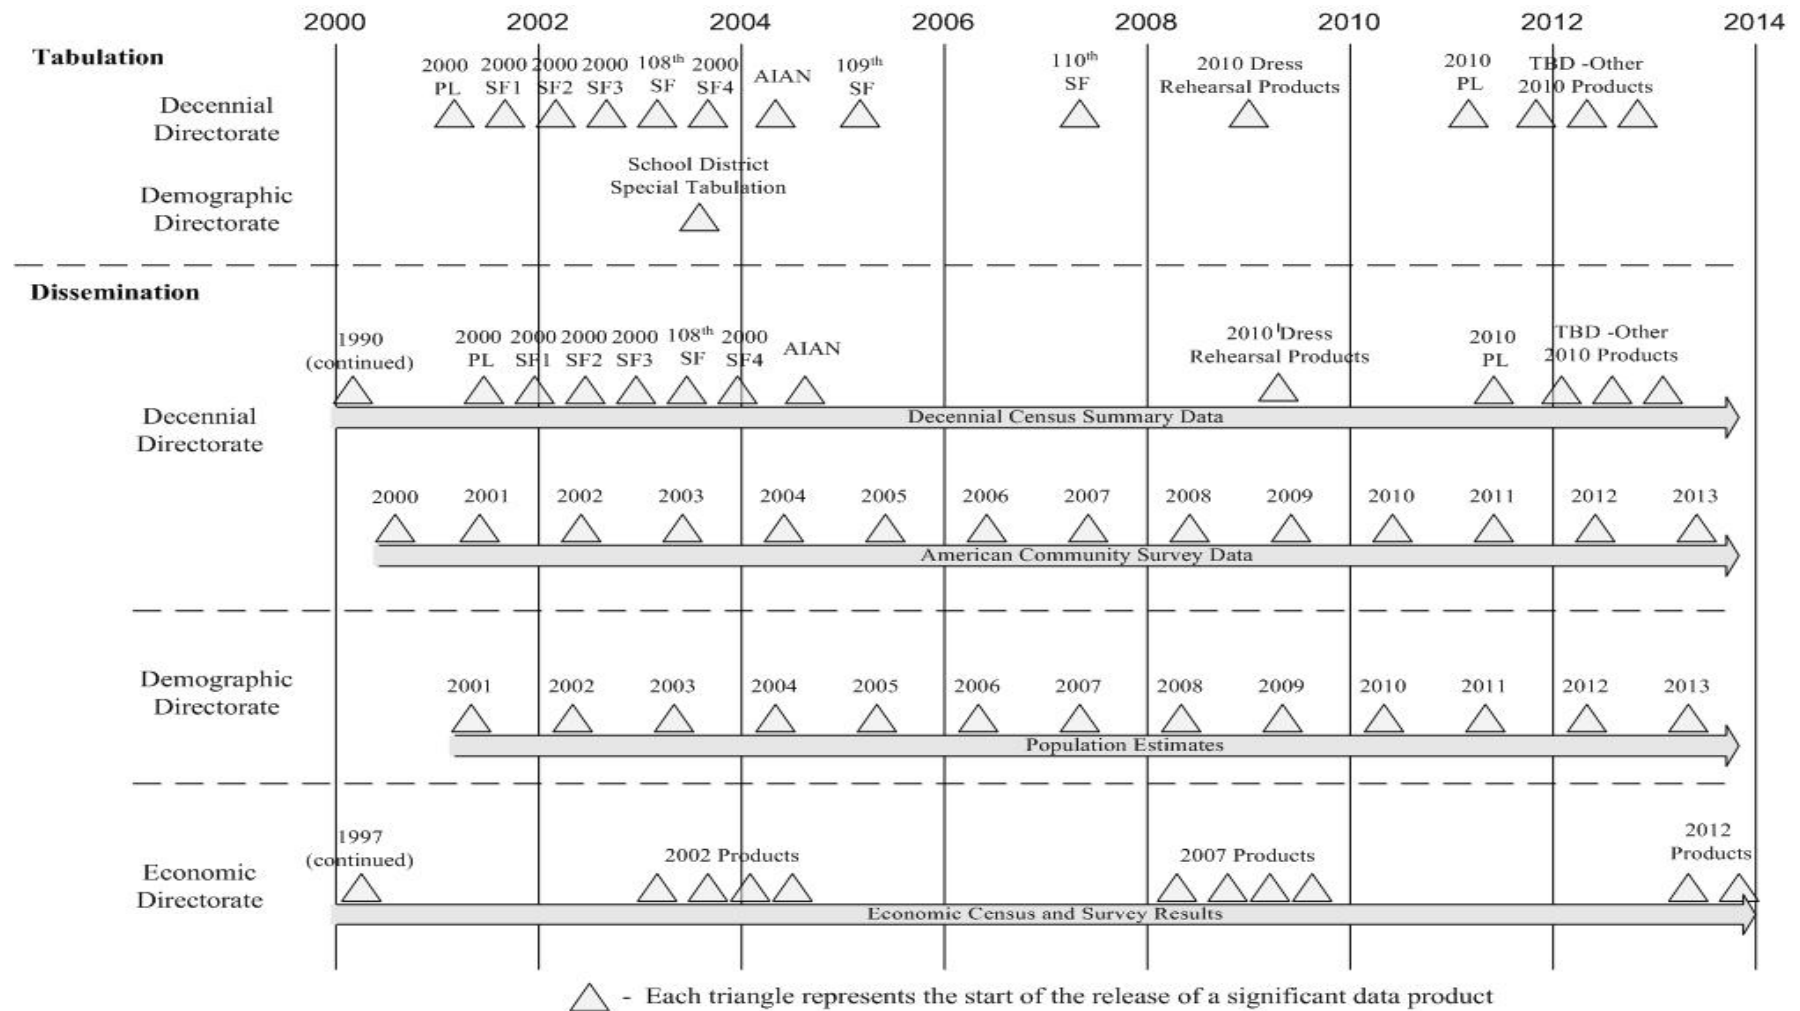 2000 2002 2004 2006 2008 2010 2012 2014
Tabulation
2000 2000 2000 2000 108th 2000 AIAN 109th 110th 2010 Dress 2010 TBD -Other
PL SF1 SF2 SF3 SF SF4 SF SF Rehearsal Products PL 2010 Products
Decennial
Directorate
School District
Special Tabulation
Demographic
Directorate
Dissemination
1990 2000 2000 2000 2000 108th 2000 AIAN 2010 Dress 2010 TBD -Other
(continued) PL SF1 SF2 SF3 SF SF4 Rehearsal Products PL 2010 Products
Decennial
Directorate
Decennial Census Summary Data
2000 2001 2002 2003 2004 2005 2006 2007 2008 2009 2010 2011 2012 2013
American Community Survey Data
Demographic
Directorate
2001 2002 2003 2004 2005 2006 2007 2008 2009 2010 2011 2012 2013
Population Estimates
1997
(continued)
2002 Products
2007 Products
2012
Products
Economic
Directorate
Economic Census and Survey Results
- Each triangle represents the start of the release of a significant data product